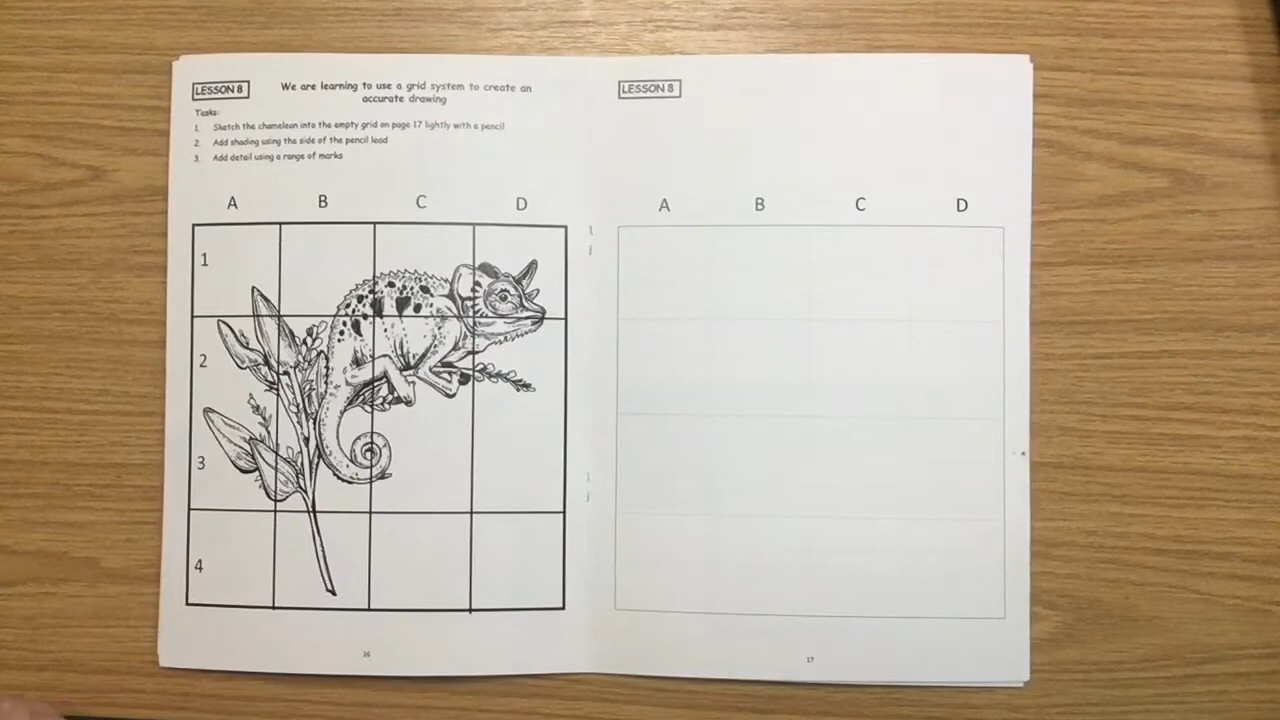 LESSON 8
We are learning to use a grid system to create an
accurate drawing
Tasks:
1. Sketch the chameleon into the empty grid on page 17 lightly with a pencil
2. Add shading using the side of the pencil lead
3. Add detail using a range of marks
A B C D
1
2
3
4
16
LESSON 8
A B C D
17